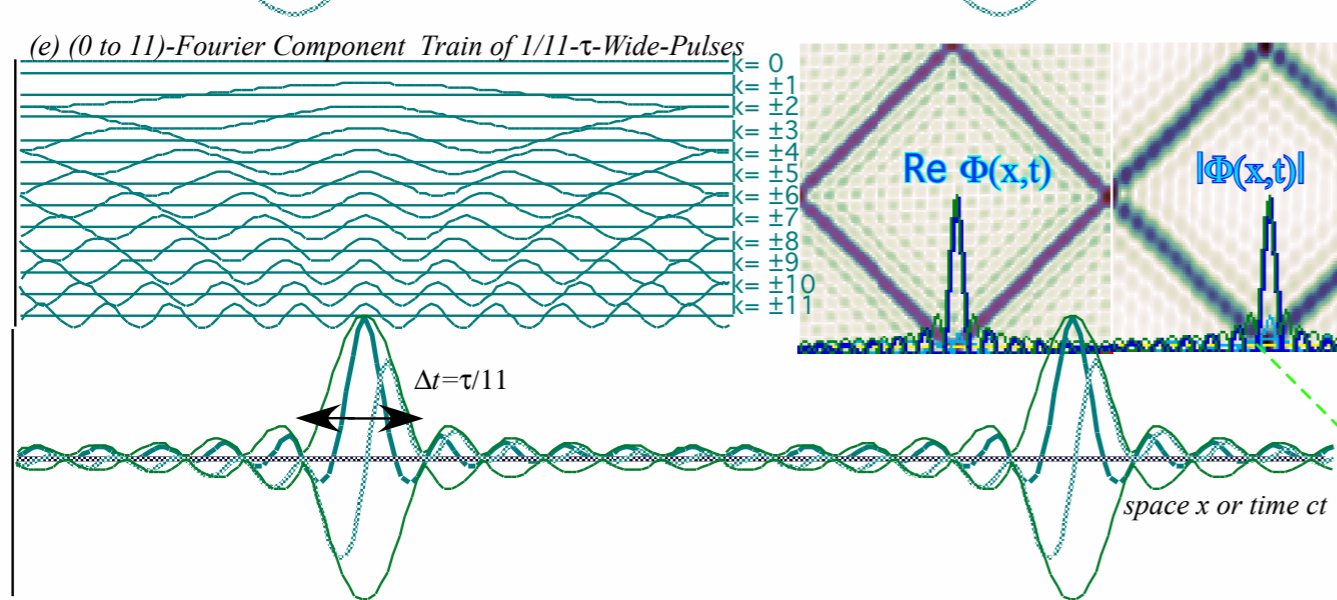 (e) (0 to 11)-Fourier Component Train of 1/11-τ-Wide-Pulses
k= 0
k= ±1
k= ±2
k= ±3
k= ±4
k= ±5
k= ±6
k= ±7
k= ±8
k= ±9
k= ±10
k= ±11
Re Φ(x,t)
|Φ(x,t)|
Δt=τ/11
space x or time ct